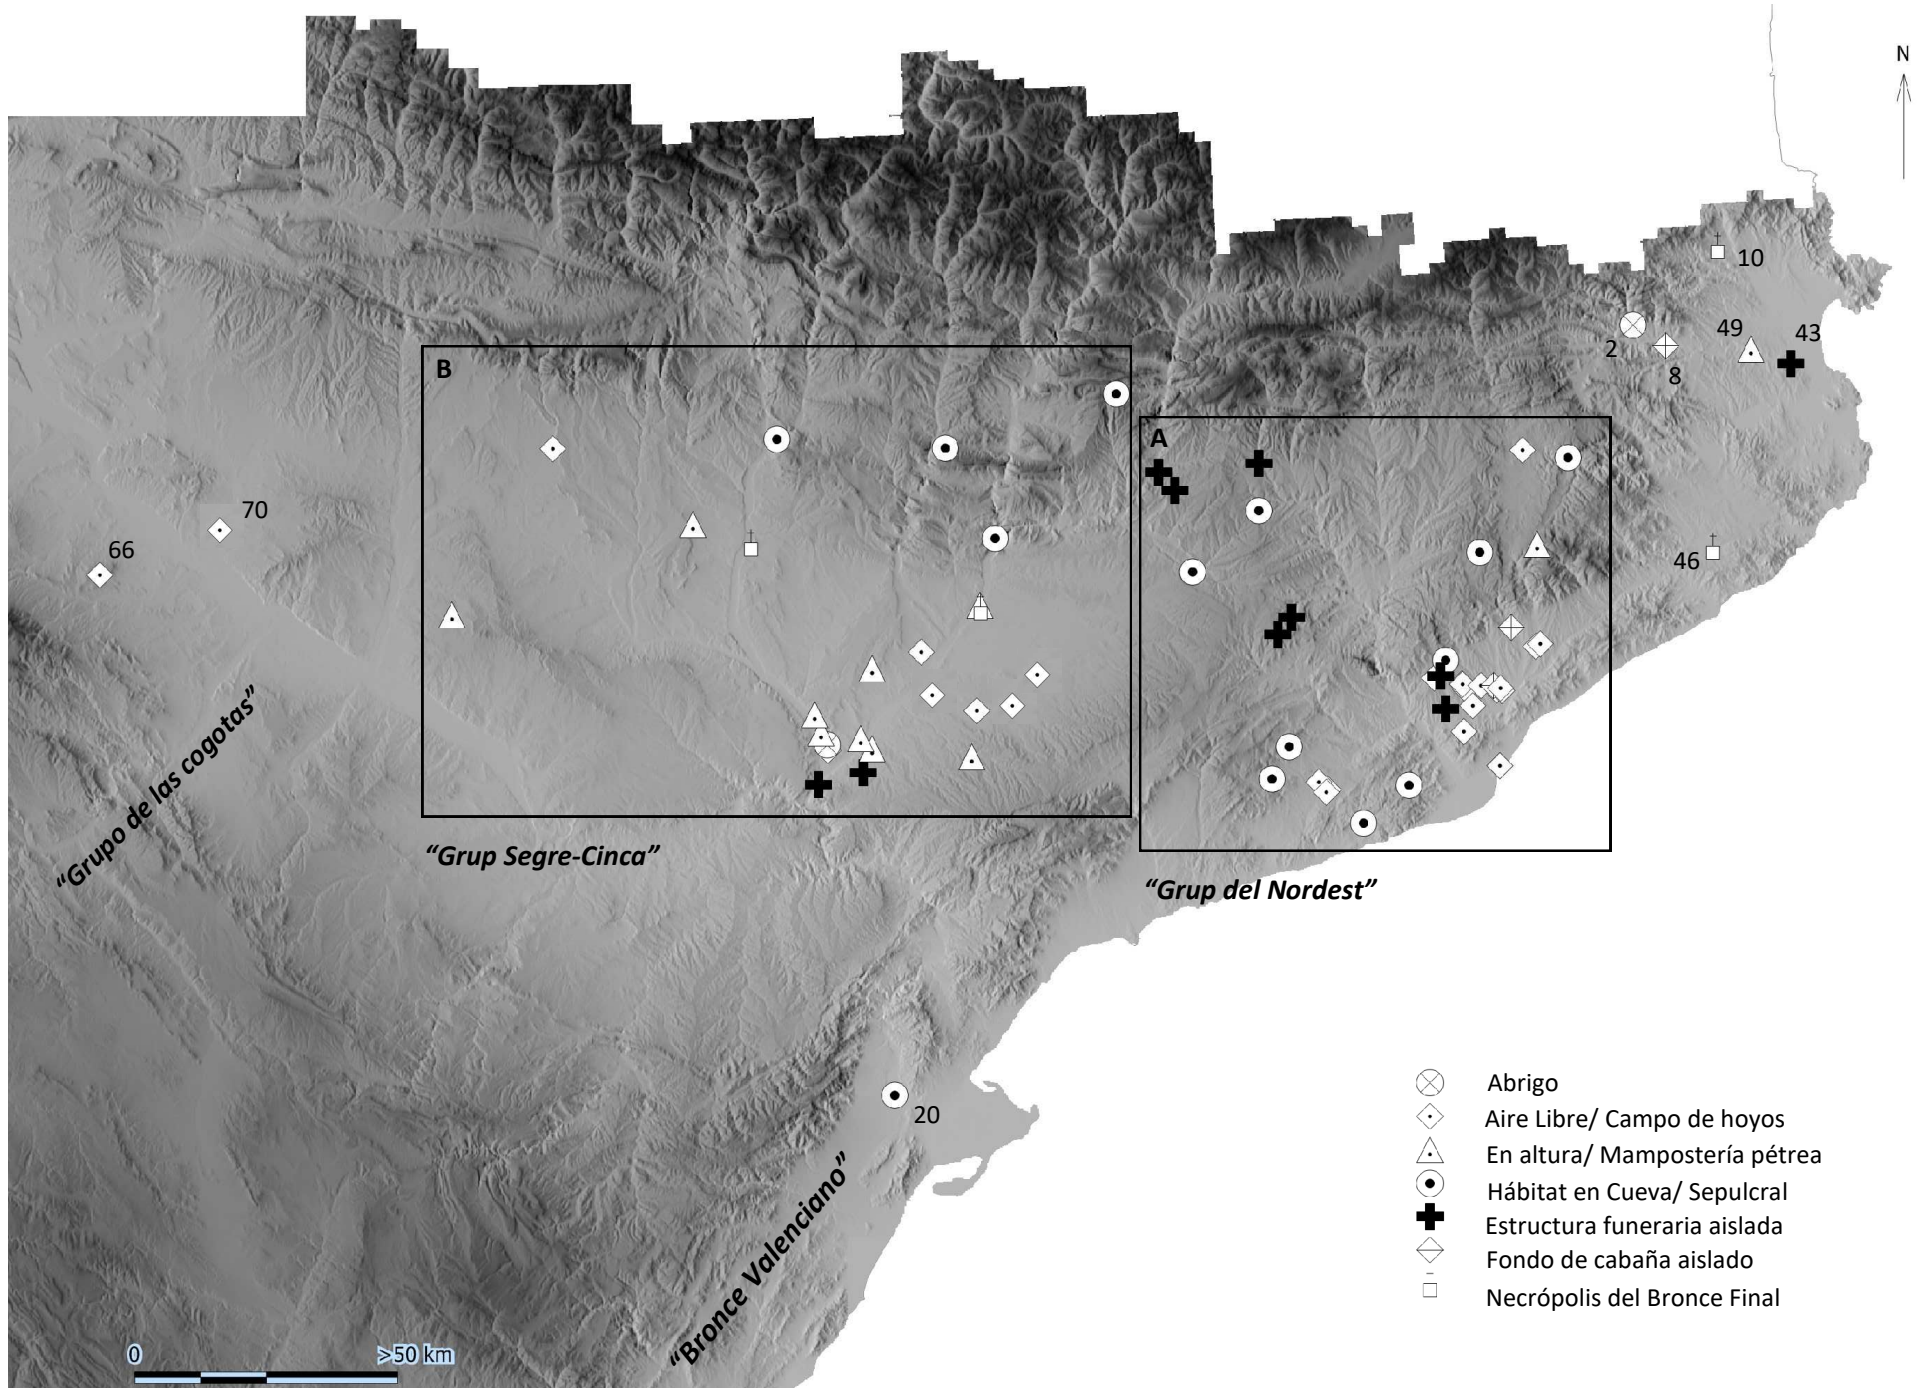 N
10
49
43
2
8
B
A
70
66
46
“Grupo de las cogotas”
“Grup Segre-Cinca”
“Grup del Nordest”
20
“Bronce Valenciano”
Abrigo
Aire Libre/ Campo de hoyos
En altura/ Mampostería pétrea
Hábitat en Cueva/ Sepulcral
Estructura funeraria aislada
Fondo de cabaña aislado
Necrópolis del Bronce Final
0 >50 km